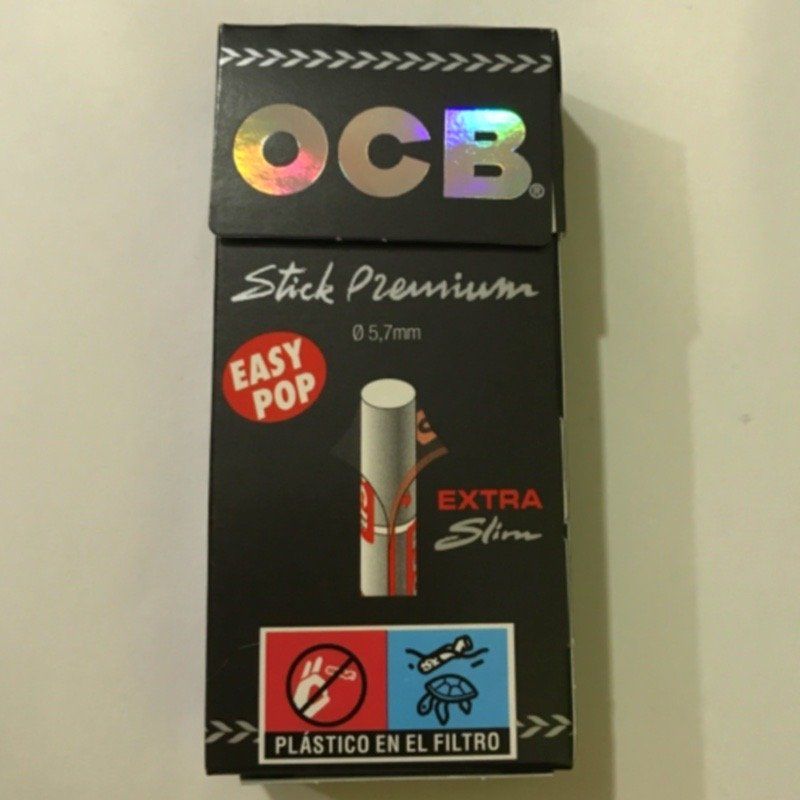 OCB®
Stick Premium
Ø 5,7mm
EASY
POP
EXTRA
Slim
PLÁSTICO EN EL FILTRO